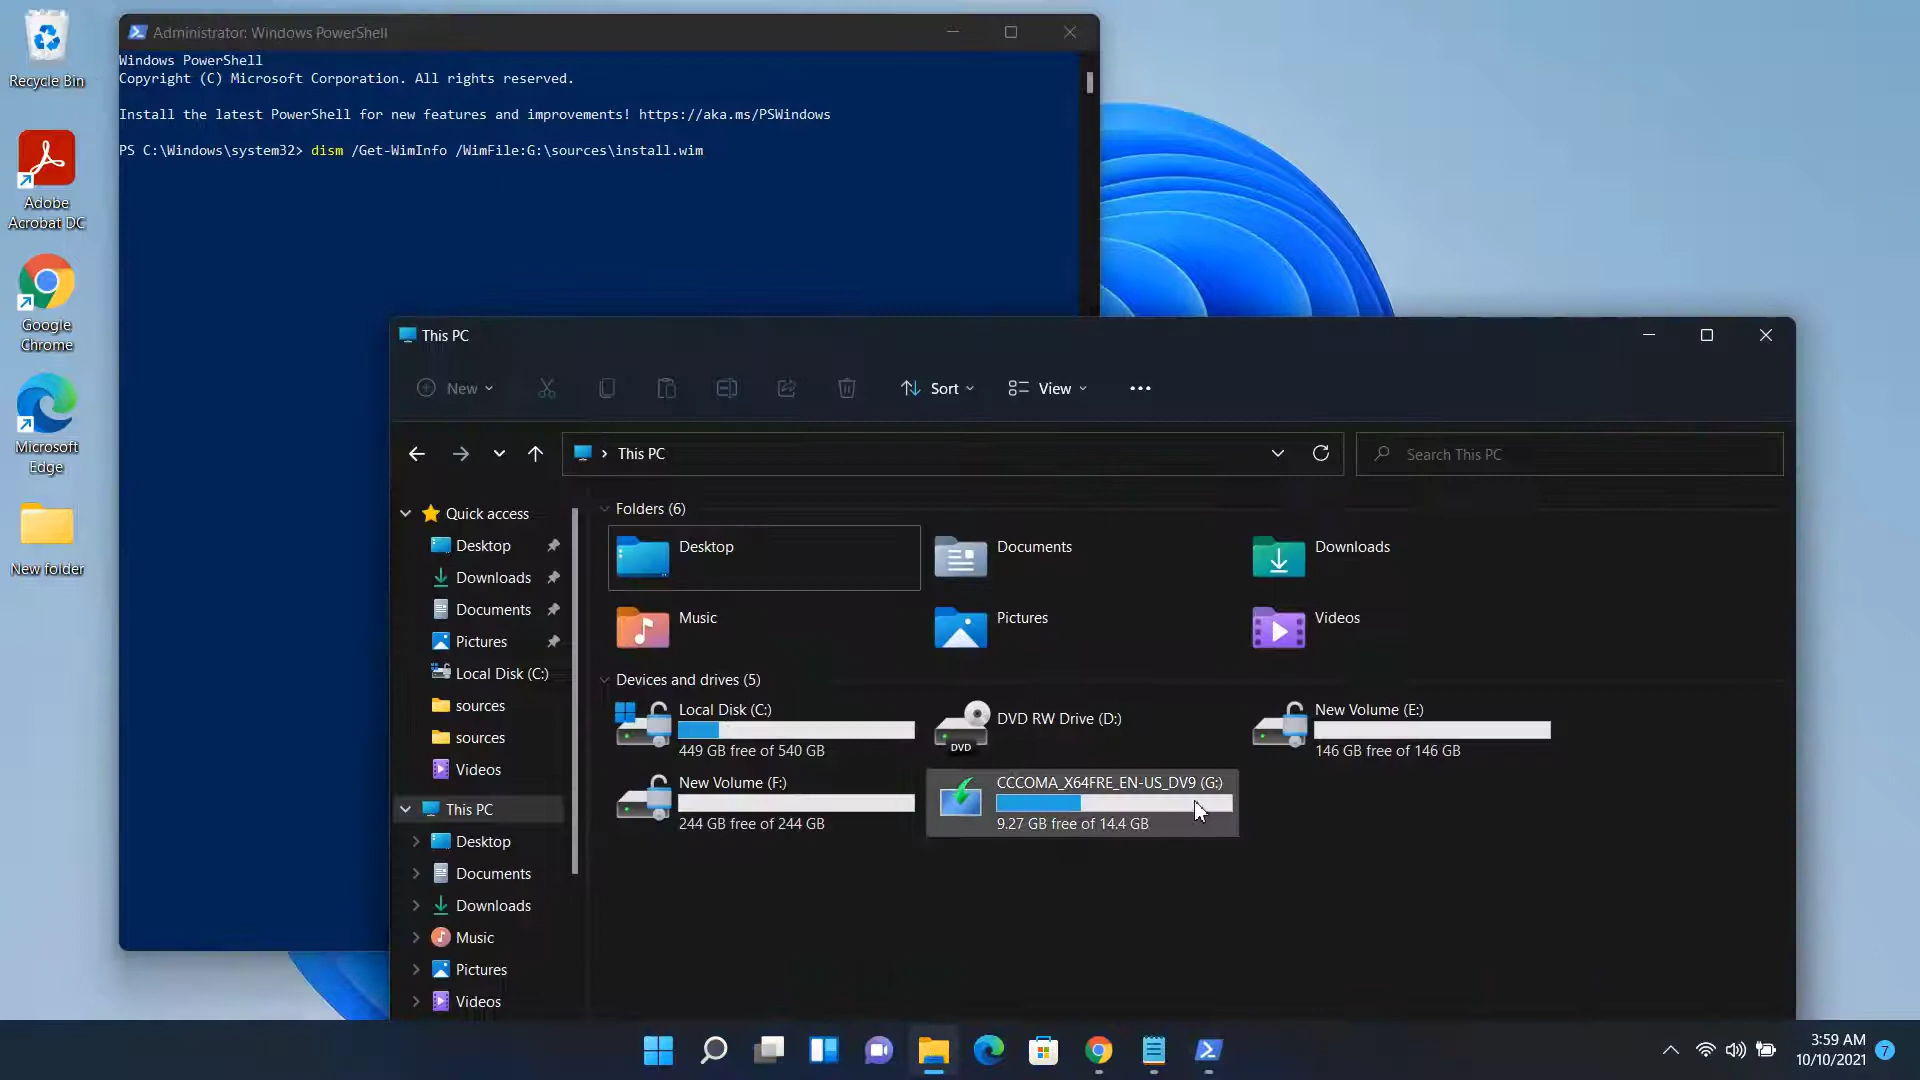 Recycle Bin
Adobe
Acrobat DC
Google
Chrome
Microsoft
Edge
New folder
Administrator: Windows PowerShell
Windows PowerShell
Copyright (C) Microsoft Corporation. All rights reserved.
Install the latest PowerShell for new features and improvements! https://aka.ms/PSWindows
PS C:\Windows\system32> dism /Get-WimInfo /WimFile:G:\sources\install.wim
This PC
New
Sort
View
This PC
Search This PC
Quick access
Desktop
Downloads
Documents
Pictures
Local Disk (C:)
sources
sources
Videos
This PC
Desktop
Documents
Downloads
Music
Pictures
Videos
Folders (6)
Desktop
Documents
Downloads
Music
Pictures
Videos
Devices and drives (5)
Local Disk (C:)
449 GB free of 540 GB
DVD RW Drive (D:)
DVD
New Volume (E:)
146 GB free of 146 GB
New Volume (F:)
244 GB free of 244 GB
CCCOMA_X64FRE_EN-US_DV9 (G:)
9.27 GB free of 14.4 GB
3:59 AM
10/10/2021
7